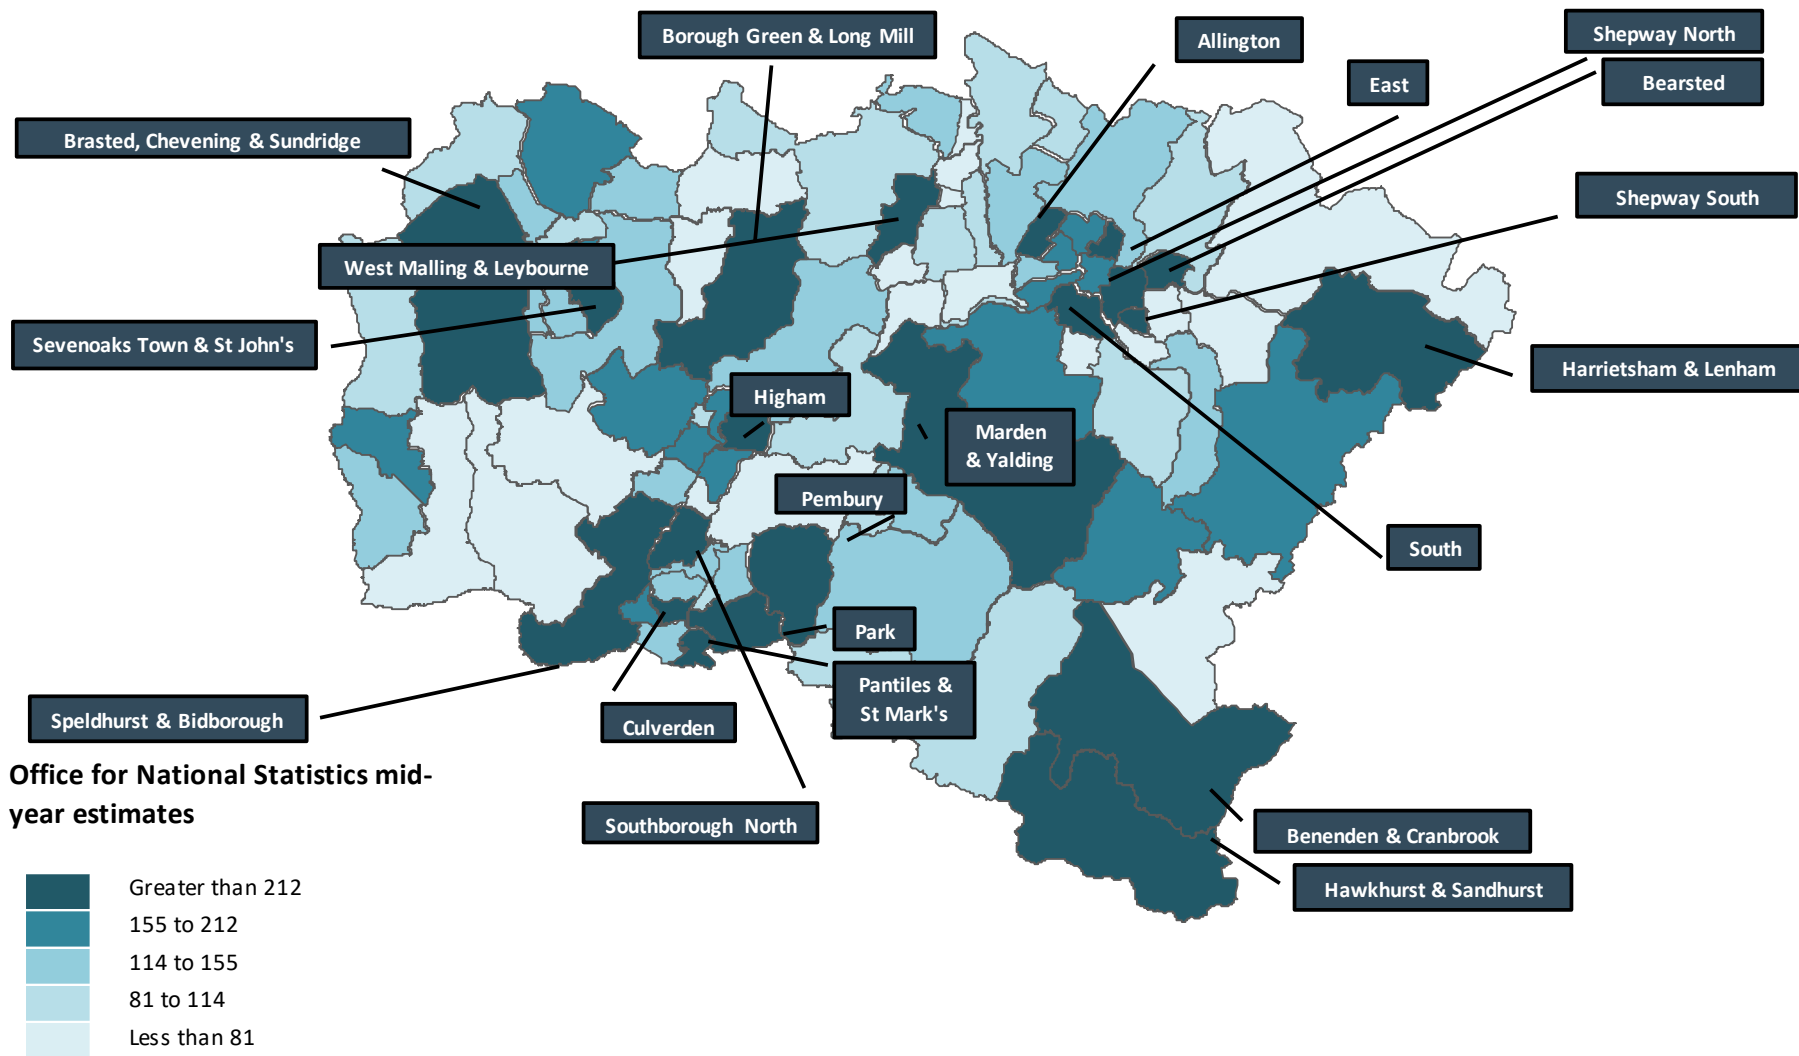 Borough Green & Long Mill
Allington
Shepway North
East
Bearsted
Brasted, Chevening & Sundridge
Shepway South
West Malling & Leybourne
Sevenoaks Town & St John's
Harrietsham & Lenham
Higham
Marden
& Yalding
Pembury
South
Park
Pantiles &
St Mark's
Speldhurst & Bidborough
Culverden
Southborough North
Benenden & Cranbrook
Hawkhurst & Sandhurst
Office for National Statistics mid-
year estimates
Greater than 212
155 to 212
114 to 155
81 to 114
Less than 81